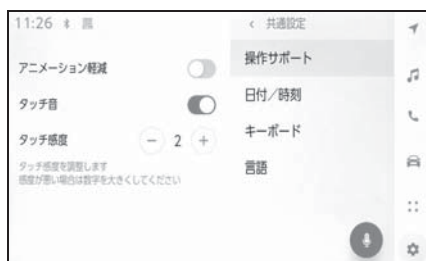 11:26
アニメーション軽減
タッチ音
タッチ感度
2
タッチ感度を調整します
感度が悪い場合は数字を大きくしてください
共通設定
操作サポート
日付/時刻
キーボード
言語